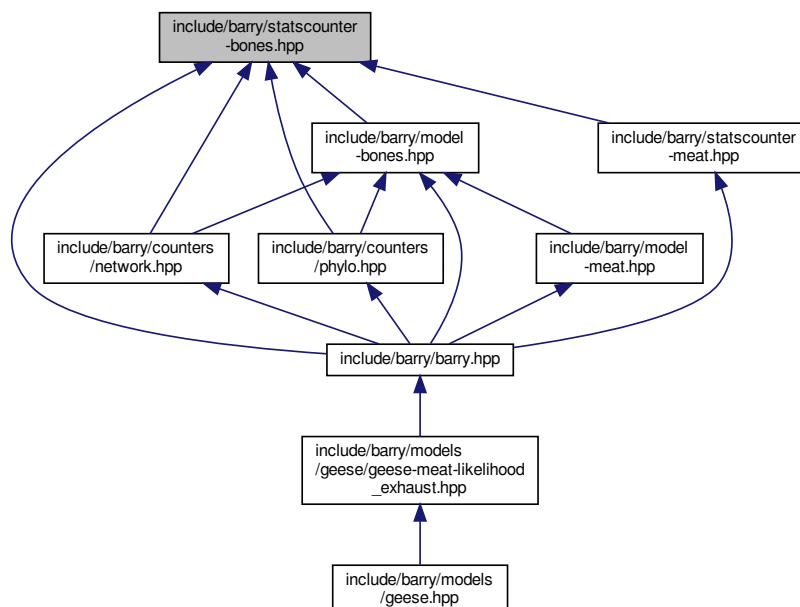 include/barry/statscounter
-bones.hpp
include/barry/model
-bones.hpp
include/barry/statscounter
-meat.hpp
include/barry/counters
/network.hpp
include/barry/counters
/phylo.hpp
include/barry/model
-meat.hpp
include/barry/barry.hpp
include/barry/models
/geese/geese-meat-likelihood
_exhaust.hpp
include/barry/models
/geese.hpp